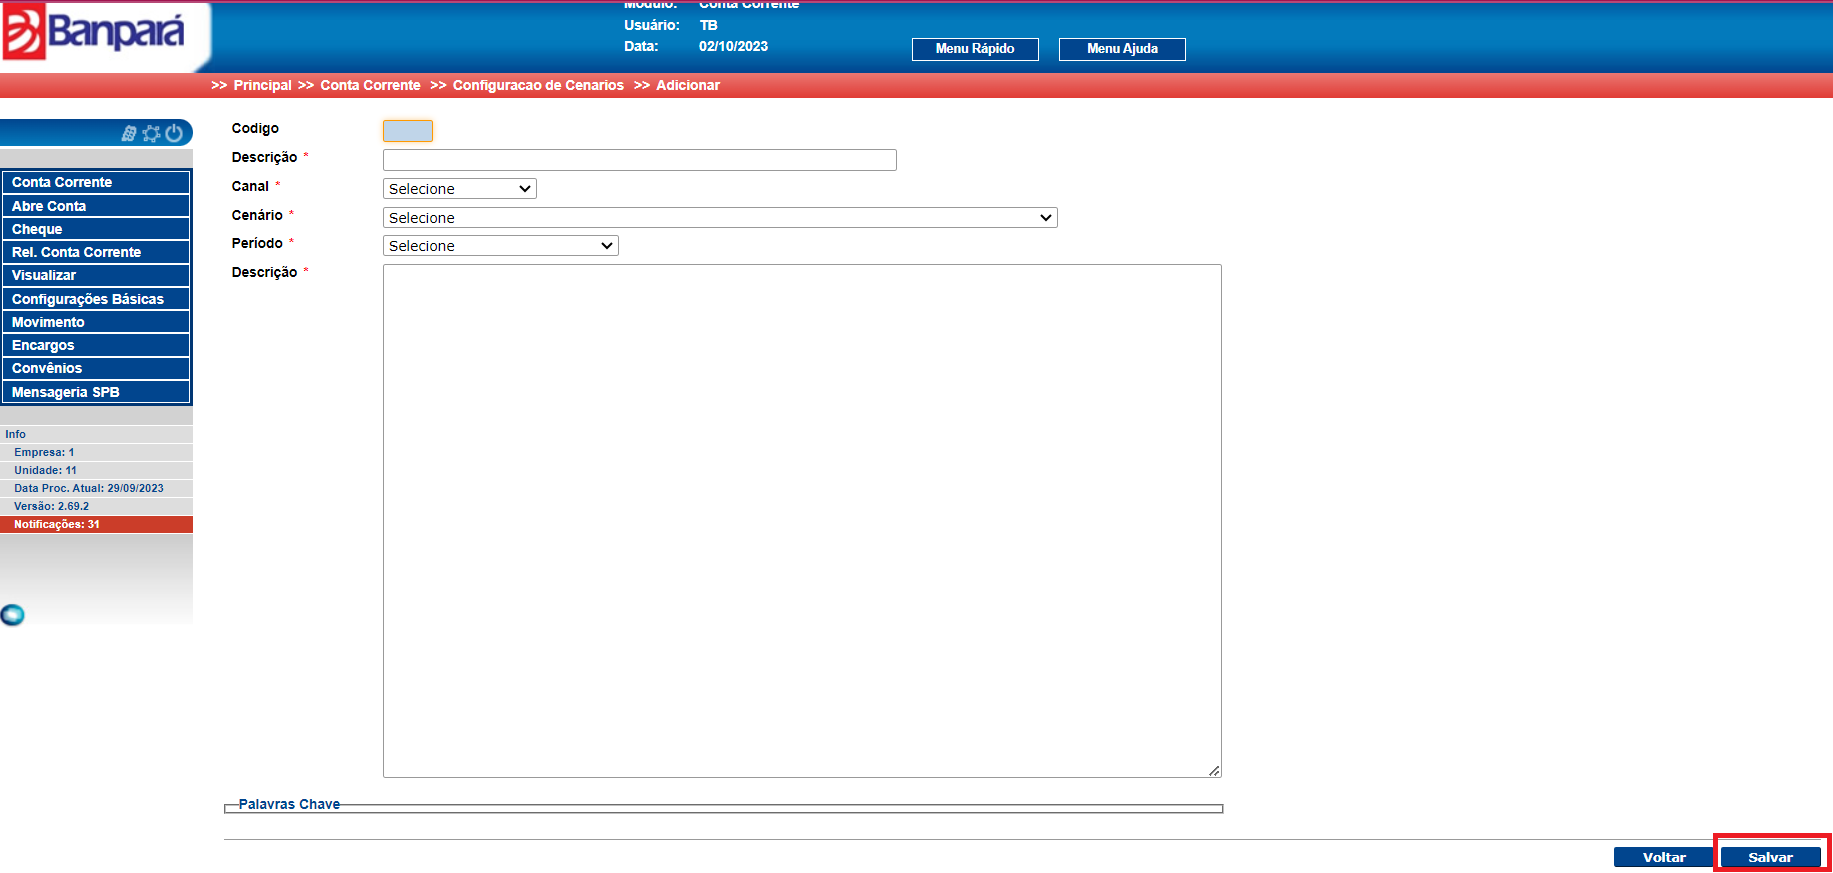 Banpará
Módulo: Conta Corrente
Usuário: TB
Data: 02/10/2023
Menu Rápido Menu Ajuda
>> Principal >> Conta Corrente >> Configuracao de Cenarios >> Adicionar
Conta Corrente
Abre Conta
Cheque
Rel. Conta Corrente
Visualizar
Configurações Básicas
Movimento
Encargos
Convênios
Mensageria SPB
Info
Empresa: 1
Unidade: 11
Data Proc. Atual: 29/09/2023
Versão: 2.69.2
Notificações: 31
Codigo
Descrição *
Canal * Selecione
Cenário * Selecione
Período * Selecione
Descrição *
Palavras Chave
Voltar Salvar